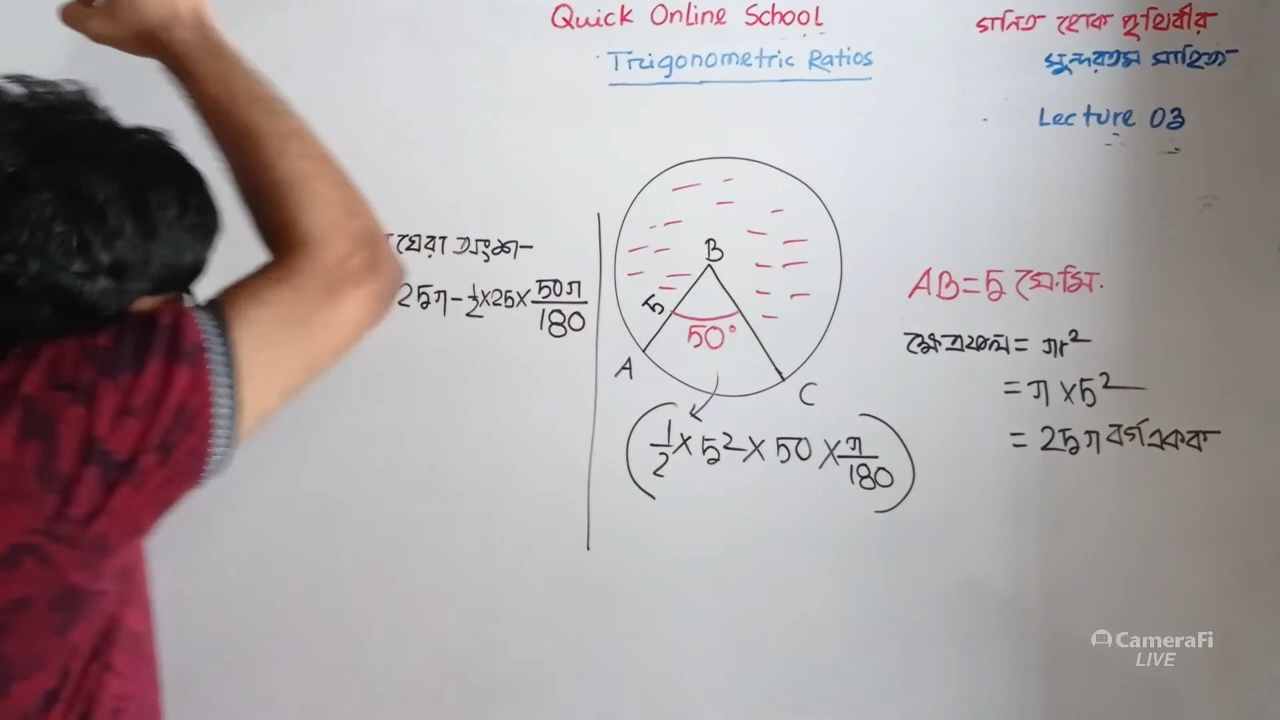 Quick Online School
Trigonometric Ratios
গনিত হোক পৃথিবীর
সুন্দরতম সাহিত্য
Lecture 03
ঘেরা অংশ-
25π - 1/2 × 25 × 50π/180
B
5
50°
A
C
(1/2 × 5² × 50 × π/180)
AB = 5 সে.মি.
ক্ষেত্রফল = πr²
= π × 5²
= 25π বর্গ একক
CameraFi
LIVE